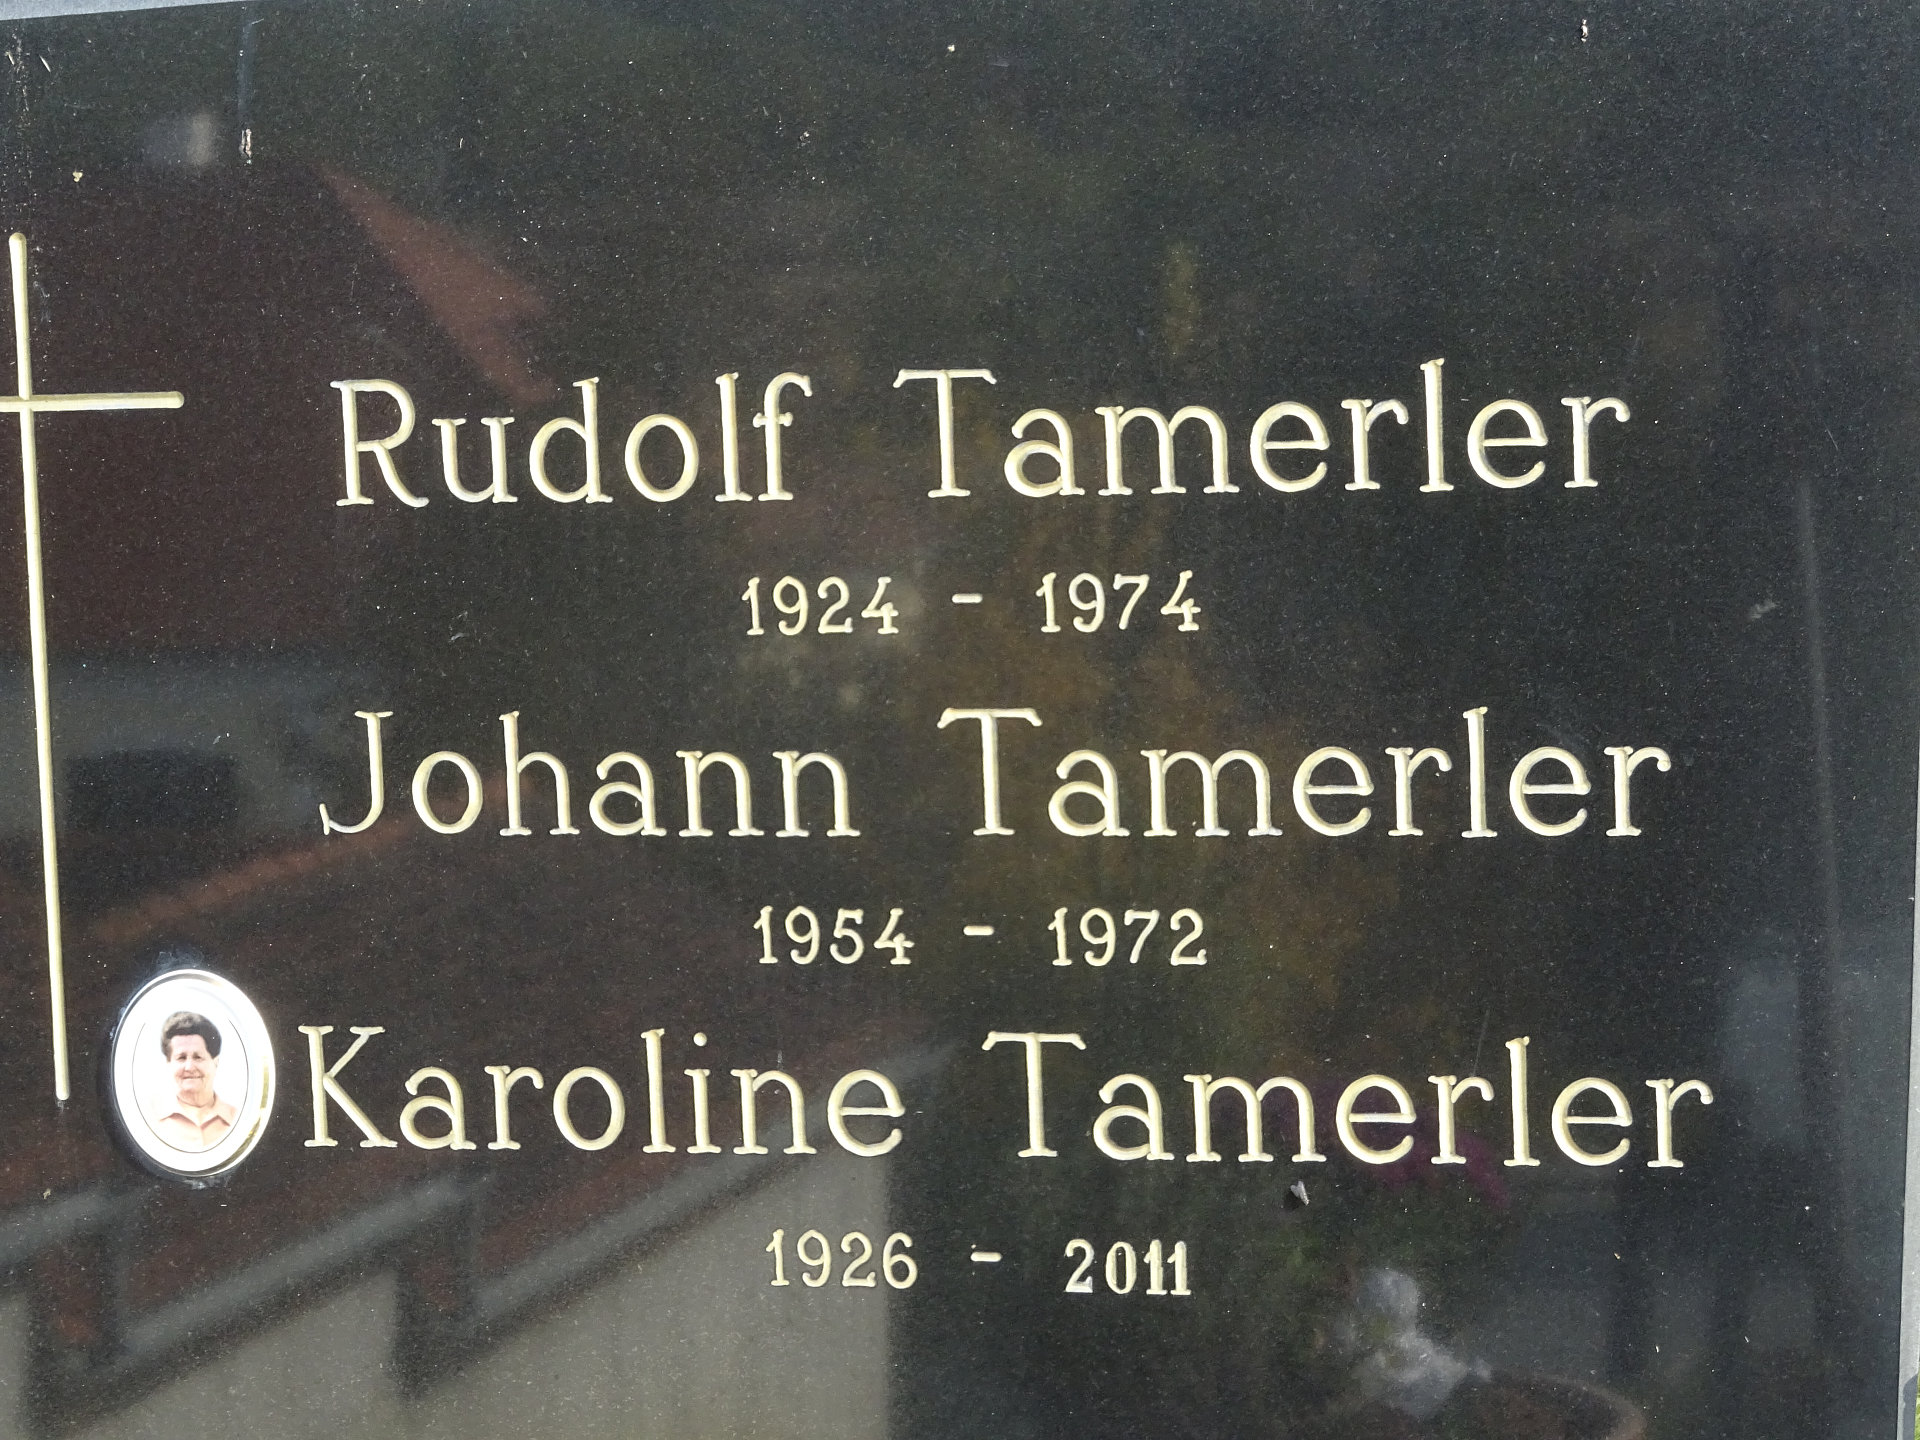 Rudolf Tamerler
1924 - 1974
Johann Tamerler
1954 - 1972
Karoline Tamerler
1926 - 2011